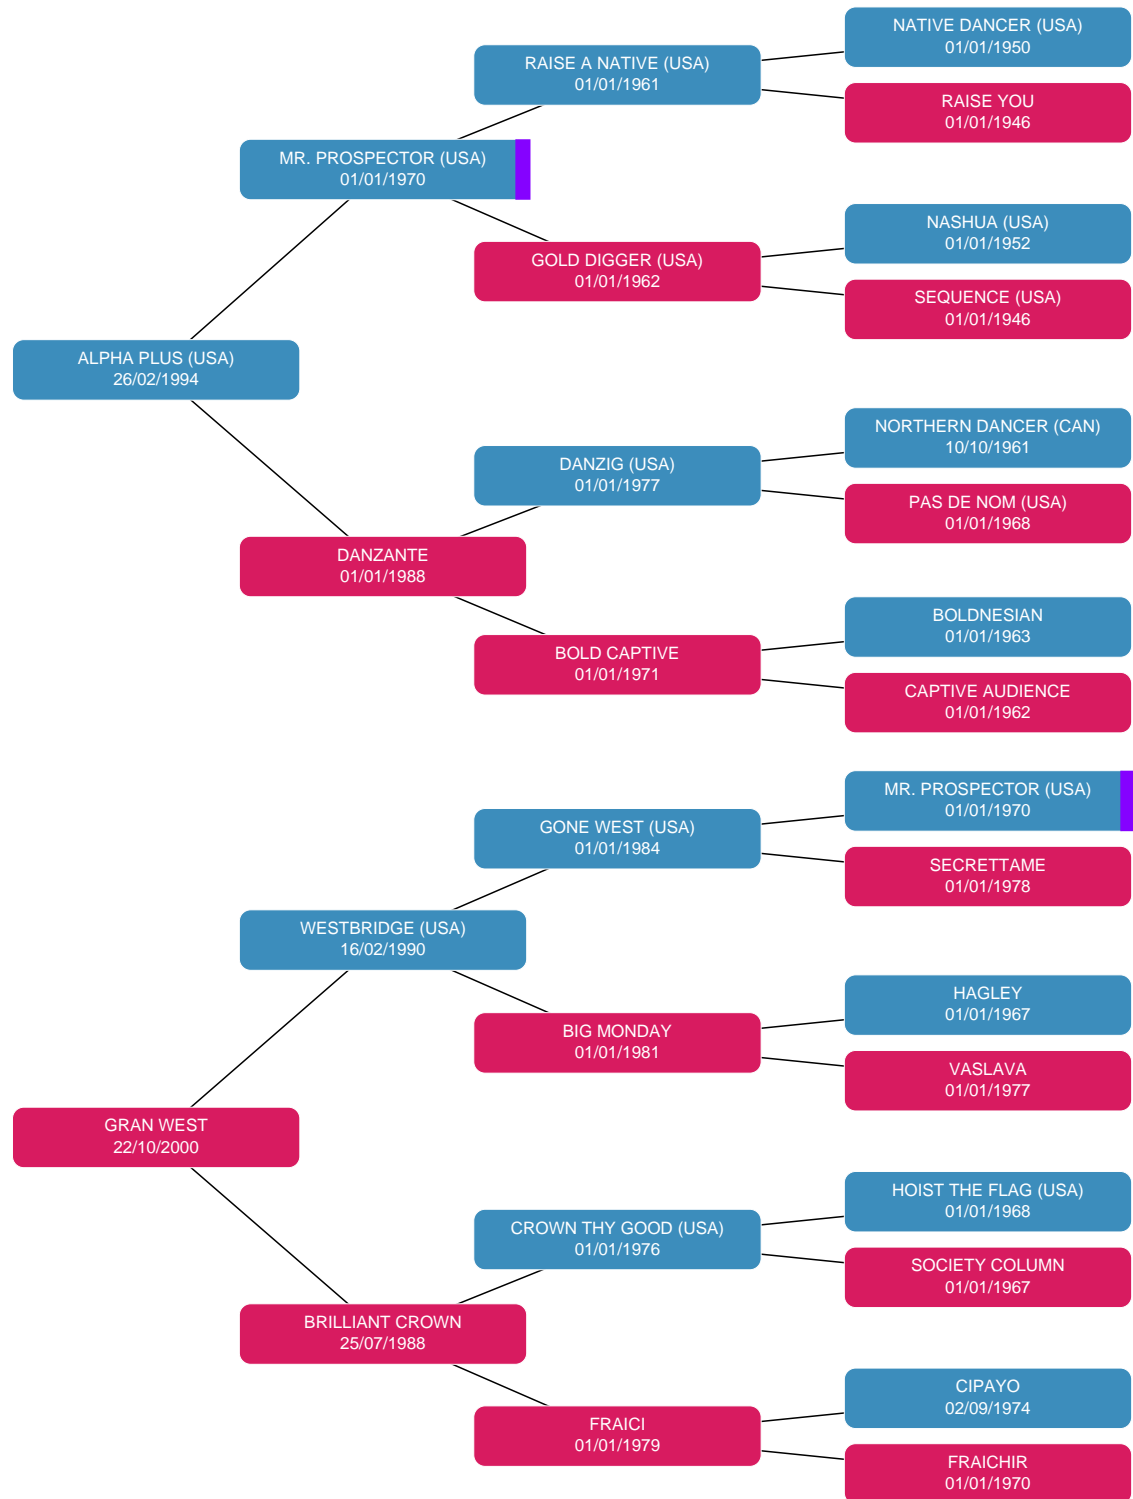 NATIVE DANCER (USA)
01/01/1950
RAISE A NATIVE (USA)
01/01/1961
RAISE YOU
01/01/1946
MR. PROSPECTOR (USA)
01/01/1970
NASHUA (USA)
01/01/1952
GOLD DIGGER (USA)
01/01/1962
SEQUENCE (USA)
01/01/1946
ALPHA PLUS (USA)
26/02/1994
NORTHERN DANCER (CAN)
10/10/1961
DANZIG (USA)
01/01/1977
PAS DE NOM (USA)
01/01/1968
DANZANTE
01/01/1988
BOLDNESIAN
01/01/1963
BOLD CAPTIVE
01/01/1971
CAPTIVE AUDIENCE
01/01/1962
MR. PROSPECTOR (USA)
01/01/1970
GONE WEST (USA)
01/01/1984
SECRETTAME
01/01/1978
WESTBRIDGE (USA)
16/02/1990
HAGLEY
01/01/1967
BIG MONDAY
01/01/1981
VASLAVA
01/01/1977
GRAN WEST
22/10/2000
HOIST THE FLAG (USA)
01/01/1968
CROWN THY GOOD (USA)
01/01/1976
SOCIETY COLUMN
01/01/1967
BRILLIANT CROWN
25/07/1988
CIPAYO
02/09/1974
FRAICI
01/01/1979
FRAICHIR
01/01/1970